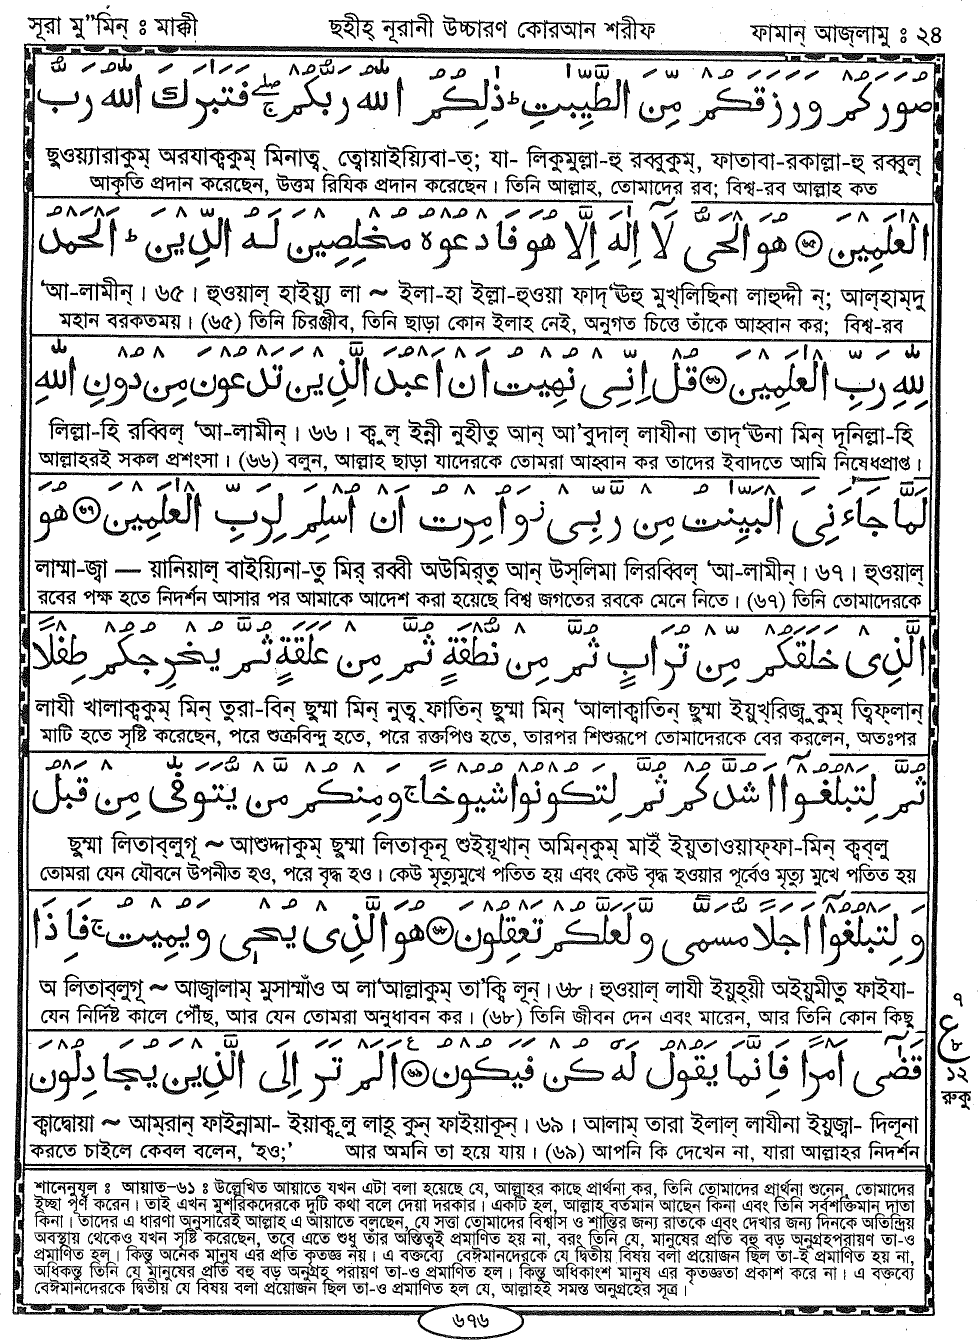 সূরা মু"মিন্ : মাক্কী ছহীহ্ নূরানী উচ্চারণ কোরআন শরীফ ফামান্ আজ্লামু : ২৪
صَوَّرَكُمْ وَرَزَقَكُمْ مِّنَ الطَّيِّبٰتِ ؕ ذٰلِكُمُ اللّٰهُ رَبُّكُمْ ۚۖ فَتَبٰرَكَ اللّٰهُ رَبُّ
ছুওয়্যারাকুম্ অরযাক্বকুম্ মিনাত্ব্ ত্বোয়াইয়্যিবা-ত্; যা- লিকুমুল্লা-হু রব্বুকুম্, ফাতাবা-রকাল্লা-হু রব্বুল্
আকৃতি প্রদান করেছেন, উত্তম রিযিক প্রদান করেছেন। তিনি আল্লাহ, তোমাদের রব; বিশ্ব-রব আল্লাহ কত
الْعٰلَمِيْنَ ﴿۶۵﴾ هُوَ الْحَىُّ لَاۤ اِلٰهَ اِلَّا هُوَ فَادْعُوْهُ مُخْلِصِيْنَ لَهُ الدِّيْنَ ؕ اَلْحَمْدُ
'আ-লামীন্। ৬৫। হুওয়াল্ হাইয়্যু লা ~ ইলা-হা ইল্লা-হুওয়া ফাদ্'ঊহু মুখ্লিছিনা লাহুদ্দী ন্; আল্হাম্দু
মহান বরকতময়। (৬৫) তিনি চিরঞ্জীব, তিনি ছাড়া কোন ইলাহ নেই, অনুগত চিত্তে তাঁকে আহ্বান কর; বিশ্ব-রব
لِلّٰهِ رَبِّ الْعٰلَمِيْنَ ﴿۶۶﴾ قُلْ اِنِّىْ نُهِيْتُ اَنْ اَعْبُدَ الَّذِيْنَ تَدْعُوْنَ مِنْ دُوْنِ اللّٰهِ
লিল্লা-হি রব্বিল্ 'আ-লামীন্। ৬৬। ক্বুল্ ইন্নী নুহীতু আন্ আ'বুদাল্ লাযীনা তাদ্'ঊনা মিন্ দূনিল্লা-হি
আল্লাহরই সকল প্রশংসা। (৬৬) বলুন, আল্লাহ ছাড়া যাদেরকে তোমরা আহ্বান কর তাদের ইবাদতে আমি নিষেধপ্রাপ্ত।
لَمَّا جَآءَنِىَ الْبَيِّنٰتُ مِنْ رَّبِّىْ ز وَاُمِرْتُ اَنْ اُسْلِمَ لِرَبِّ الْعٰلَمِيْنَ ﴿۶۷﴾ هُوَ
লাম্মা-জ্বা — য়ানিয়াল্ বাইয়্যিনা-তু মির্ রব্বী অউমির্তু আন্ উস্লিমা লিরব্বিল্ 'আ-লামীন্। ৬৭। হুওয়াল্
রবের পক্ষ হতে নিদর্শন আসার পর আমাকে আদেশ করা হয়েছে বিশ্ব জগতের রবকে মেনে নিতে। (৬৭) তিনি তোমাদেরকে
الَّذِىْ خَلَقَكُمْ مِّنْ تُرَابٍ ثُمَّ مِنْ نُّطْفَةٍ ثُمَّ مِنْ عَلَقَةٍ ثُمَّ يُخْرِجُكُمْ طِفْلًا
লাযী খালাক্বকুম্ মিন্ তুরা-বিন্ ছুম্মা মিন্ নুত্ব্ ফাতিন্ ছুম্মা মিন্ 'আলাক্বাতিন্ ছুম্মা ইয়ুখ্রিজু্কুম্ ত্বিফ্লান্
মাটি হতে সৃষ্টি করেছেন, পরে শুক্রবিন্দু হতে, পরে রক্তপিণ্ড হতে, তারপর শিশুরূপে তোমাদেরকে বের করলেন, অতঃপর
ثُمَّ لِتَبْلُغُوْۤا اَشُدَّكُمْ ثُمَّ لِتَكُوْنُوْا شُيُوْخًا ۚ وَمِنْكُمْ مَّنْ يُّتَوَفّٰى مِنْ قَبْلُ
ছুম্মা লিতাব্লুগূ ~ আশুদ্দাকুম্ ছুম্মা লিতাকূনূ শুইয়ূখান্ অমিন্কুম্ মাইঁ ইয়ুতাওয়াফ্ফা-মিন্ ক্ববলু
তোমরা যেন যৌবনে উপনীত হও, পরে বৃদ্ধ হও। কেউ মৃত্যুমুখে পতিত হয় এবং কেউ বৃদ্ধ হওয়ার পূর্বেও মৃত্যু মুখে পতিত হয়
وَلِتَبْلُغُوْۤا اَجَلًا مُّسَمًّى وَّلَعَلَّكُمْ تَعْقِلُوْنَ ﴿۶۸﴾ هُوَ الَّذِىْ يُحْىٖ وَيُمِيْتُ ۚ فَاِذَا
অ লিতাব্লুগূ ~ আজ্বালাম্ মুসাম্মাঁও অ লা'আল্লাকুম্ তা'ক্বি লূন্। ৬৮। হুওয়াল্ লাযী ইয়ুহ্য়ী অইয়ুমীতু ফাইযা-
যেন নির্দিষ্ট কালে পৌঁছ, আর যেন তোমরা অনুধাবন কর। (৬৮) তিনি জীবন দেন এবং মারেন, আর তিনি কোন কিছু
قَضٰۤى اَمْرًا فَاِنَّمَا يَقُوْلُ لَهٗ كُنْ فَيَكُوْنُ ﴿۶۹﴾ اَلَمْ تَرَ اِلَى الَّذِيْنَ يُجَادِلُوْنَ
ক্বাদ্বোয়া ~ আম্রান্ ফাইন্নামা- ইয়াক্বূলু লাহূ কুন্ ফাইয়াকূন্। ৬৯। আলাম্ তারা ইলাল্ লাযীনা ইয়ুজ্বা- দিলূনা
করতে চাইলে কেবল বলেন, 'হও;' আর অমনি তা হয়ে যায়। (৬৯) আপনি কি দেখেন না, যারা আল্লাহর নিদর্শন
৭
ع
৮
১২
রুকু
শানেনুযূল : আয়াত-৬১ : উল্লেখিত আয়াতে যখন এটা বলা হয়েছে যে, আল্লাহর কাছে প্রার্থনা কর, তিনি তোমাদের প্রার্থনা শুনেন, তোমাদের
ইচ্ছা পূর্ণ করেন। তাই এখন মুশরিকদেরকে দুটি কথা বলে দেয়া দরকার। একটি হল, আল্লাহ বর্তমান আছেন কিনা এবং তিনি সর্বশক্তিমান দাতা
কিনা। তাদের এ ধারণা অনুসারেই আল্লাহ এ আয়াতে বলছেন, যে সত্তা তোমাদের বিশ্বাস ও শান্তির জন্য রাতকে এবং দেখার জন্য দিনকে অতিন্দ্রিয়
অবস্থায় থেকেও যখন সৃষ্টি করেছেন, তবে এতে শুধু তাঁর অস্তিত্বই প্রমাণিত হয় না, বরং তিনি যে, মানুষের প্রতি বহু বড় অনুগ্রহপরায়ণ তা-ও
প্রমাণিত হল। কিন্তু অনেক মানুষ এর প্রতি কৃতজ্ঞ নয়। এ বক্তব্যে বেঈমানদেরকে যে দ্বিতীয় বিষয় বলা প্রয়োজন ছিল তা-ই প্রমাণিত হয় না,
অধিকন্তু তিনি যে মানুষের প্রতি বহু বড় অনুগ্রহ পরায়ণ তা-ও প্রমাণিত হল। কিন্তু অধিকাংশ মানুষ এর কৃতজ্ঞতা প্রকাশ করে না। এ বক্তব্যে
বেঈমানদেরকে দ্বিতীয় যে বিষয় বলা প্রয়োজন ছিল তা-ও প্রমাণিত হল যে, আল্লাহই সমস্ত অনুগ্রহের সূত্র।
৬৭৬